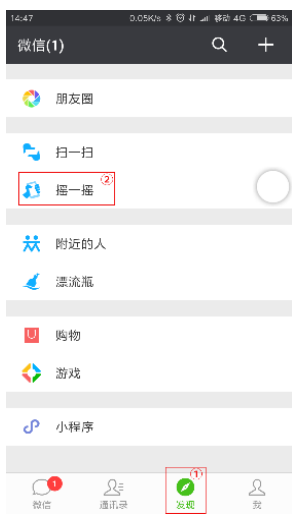 14:47 0.05K/s 移动 4G 63%
微信(1)
朋友圈
扫一扫
摇一摇 ②
附近的人
漂流瓶
购物
游戏
小程序
1 ①
微信 通讯录 发现 我